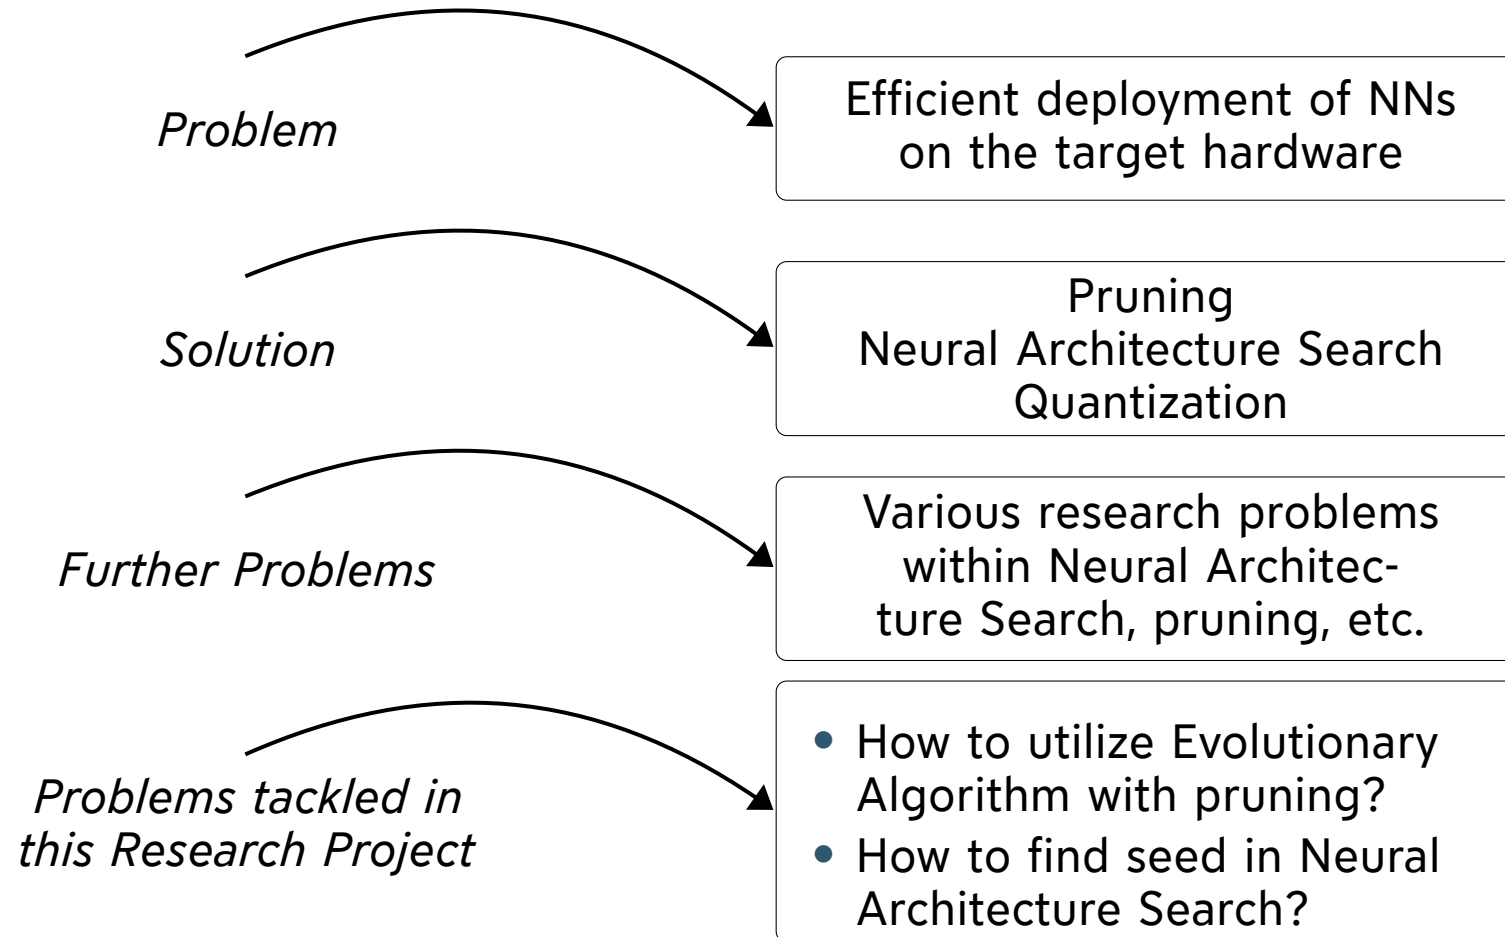 Problem
Efficient deployment of NNs
on the target hardware
Solution
Pruning
Neural Architecture Search
Quantization
Further Problems
Various research problems
within Neural Architec-
ture Search, pruning, etc.
Problems tackled in
this Research Project
• How to utilize Evolutionary
Algorithm with pruning?
• How to find seed in Neural
Architecture Search?